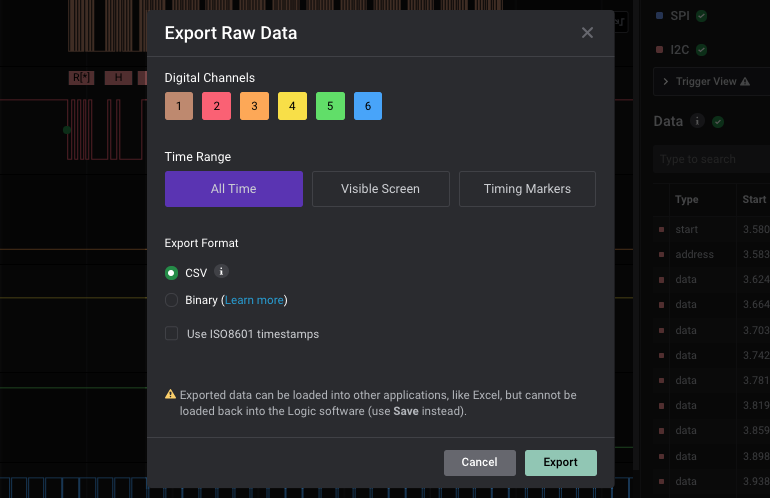 Export Raw Data
Digital Channels
1 2 3 4 5 6
Time Range
All Time Visible Screen Timing Markers
Export Format
CSV i
Binary (Learn more)
Use ISO8601 timestamps
Exported data can be loaded into other applications, like Excel, but cannot be
loaded back into the Logic software (use Save instead).
Cancel Export
R[*] H
SPI
I2C
Trigger View
Data i
Type to search
Type Start
start 3.580
address 3.583
data 3.624
data 3.664
data 3.703
data 3.742
data 3.781
data 3.819
data 3.859
data 3.898
data 3.938